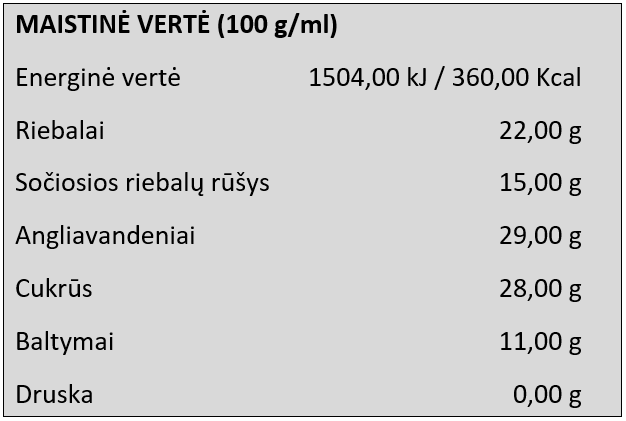 MAISTINĖ VERTĖ (100 g/ml)
Energinė vertė 1504,00 kJ / 360,00 Kcal
Riebalai 22,00 g
Sočiosios riebalų rūšys 15,00 g
Angliavandeniai 29,00 g
Cukrūs 28,00 g
Baltymai 11,00 g
Druska 0,00 g